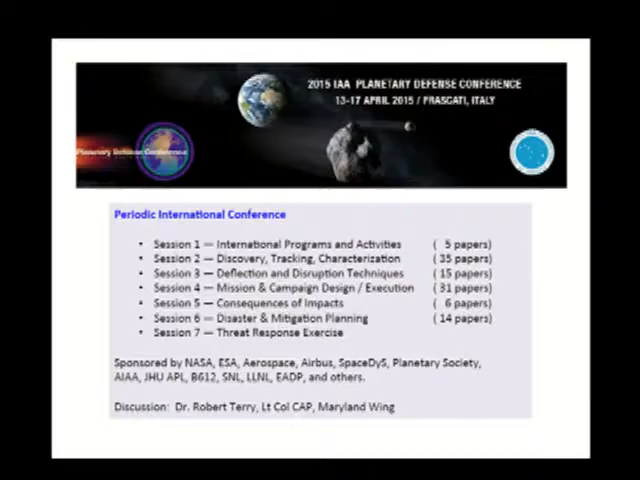 2015 IAA PLANETARY DEFENSE CONFERENCE
13-17 APRIL 2015 / FRASCATI, ITALY
Planetary Defense Conference
Periodic International Conference
• Session 1 — International Programs and Activities ( 5 papers)
• Session 2 — Discovery, Tracking, Characterization ( 35 papers)
• Session 3 — Deflection and Disruption Techniques ( 15 papers)
• Session 4 — Mission & Campaign Design / Execution ( 31 papers)
• Session 5 — Consequences of Impacts ( 6 papers)
• Session 6 — Disaster & Mitigation Planning ( 14 papers)
• Session 7 — Threat Response Exercise
Sponsored by NASA, ESA, Aerospace, Airbus, SpaceDyS, Planetary Society,
AIAA, JHU APL, B612, SNL, LLNL, EADP, and others.
Discussion: Dr. Robert Terry, Lt Col CAP, Maryland Wing